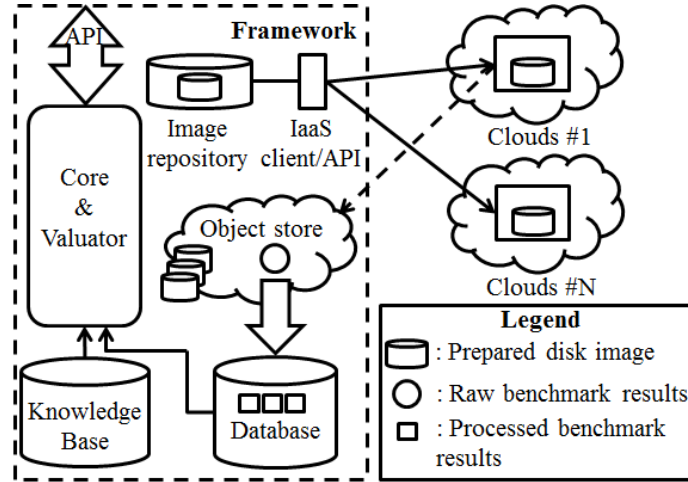 API
Framework
Image
repository
IaaS
client/API
Clouds #1
Core
&
Valuator
Object store
Clouds #N
Knowledge
Base
Database
Legend
: Prepared disk image
: Raw benchmark results
: Processed benchmark
results